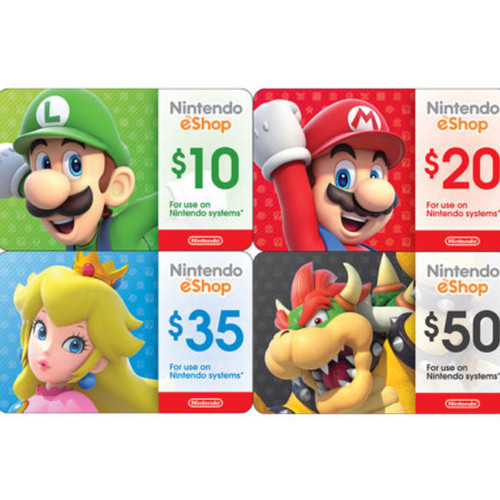 L
Nintendo
eShop
$10
For use on
Nintendo systems*
Nintendo
M
Nintendo
eShop
$20
For use on
Nintendo systems*
Nintendo
Nintendo
eShop
$35
For use on
Nintendo systems*
Nintendo
Nintendo
eShop
$50
For use on
Nintendo systems*
Nintendo